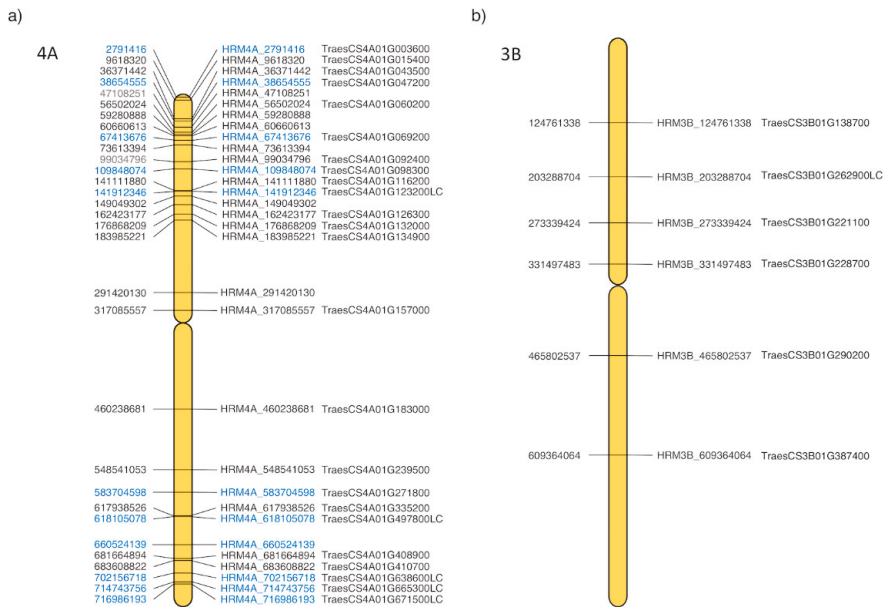 a)
4A
2791416 HRM4A_2791416 TraesCS4A01G003600
9618320 HRM4A_9618320 TraesCS4A01G015400
36371442 HRM4A_36371442 TraesCS4A01G043500
38654555 HRM4A_38654555 TraesCS4A01G047200
47108251 HRM4A_47108251
56502024 HRM4A_56502024 TraesCS4A01G060200
59280888 HRM4A_59280888
60660613 HRM4A_60660613
67413676 HRM4A_67413676 TraesCS4A01G069200
73613394 HRM4A_73613394
99034796 HRM4A_99034796 TraesCS4A01G092400
109848074 HRM4A_109848074 TraesCS4A01G098300
141111880 HRM4A_141111880 TraesCS4A01G116200
141912346 HRM4A_141912346 TraesCS4A01G123200LC
149049302 HRM4A_149049302
162423177 HRM4A_162423177 TraesCS4A01G126300
176868209 HRM4A_176868209 TraesCS4A01G132000
183985221 HRM4A_183985221 TraesCS4A01G134900
291420130 HRM4A_291420130
317085557 HRM4A_317085557 TraesCS4A01G157000
460238681 HRM4A_460238681 TraesCS4A01G183000
548541053 HRM4A_548541053 TraesCS4A01G239500
583704598 HRM4A_583704598 TraesCS4A01G271800
617938526 HRM4A_617938526 TraesCS4A01G335200
618105078 HRM4A_618105078 TraesCS4A01G497800LC
660524139 HRM4A_660524139
681664894 HRM4A_681664894 TraesCS4A01G408900
683608822 HRM4A_683608822 TraesCS4A01G410700
702156718 HRM4A_702156718 TraesCS4A01G638600LC
714743756 HRM4A_714743756 TraesCS4A01G665300LC
716986193 HRM4A_716986193 TraesCS4A01G671500LC
b)
3B
124761338 HRM3B_124761338 TraesCS3B01G138700
203288704 HRM3B_203288704 TraesCS3B01G262900LC
273339424 HRM3B_273339424 TraesCS3B01G221100
331497483 HRM3B_331497483 TraesCS3B01G228700
465802537 HRM3B_465802537 TraesCS3B01G290200
609364064 HRM3B_609364064 TraesCS3B01G387400